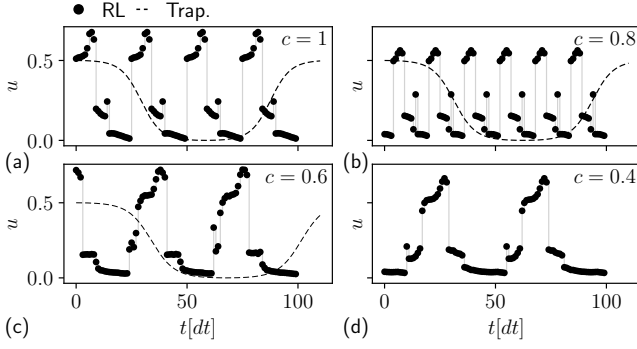 RL Trap.
c = 1
c = 0.8
u
0.5
0.0
(a)
(b)
c = 0.6
c = 0.4
u
0.5
0.0
0 50 100
0 50 100
(c)
t[dt]
(d)
t[dt]